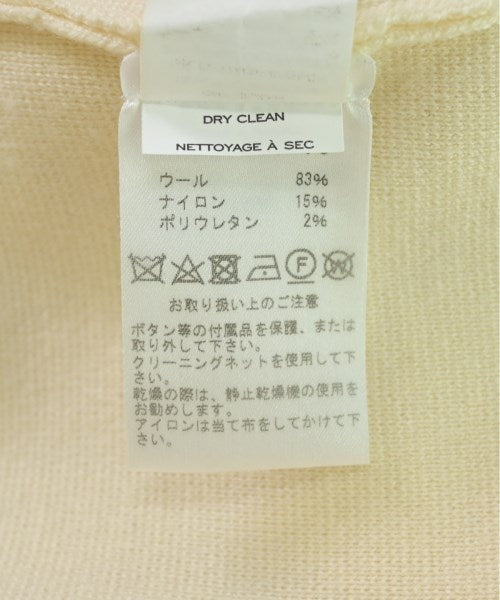 DRY CLEAN
NETTOYAGE À SEC
ウール 83%
ナイロン 15%
ポリウレタン 2%
F W
お取り扱い上のご注意
ボタン等の付属品を保護、または
取り外して下さい。
クリーニングネットを使用して下
さい。
乾燥の際は、静止乾燥機の使用を
お勧めします。
アイロンは当て布をしてかけて下
さい。